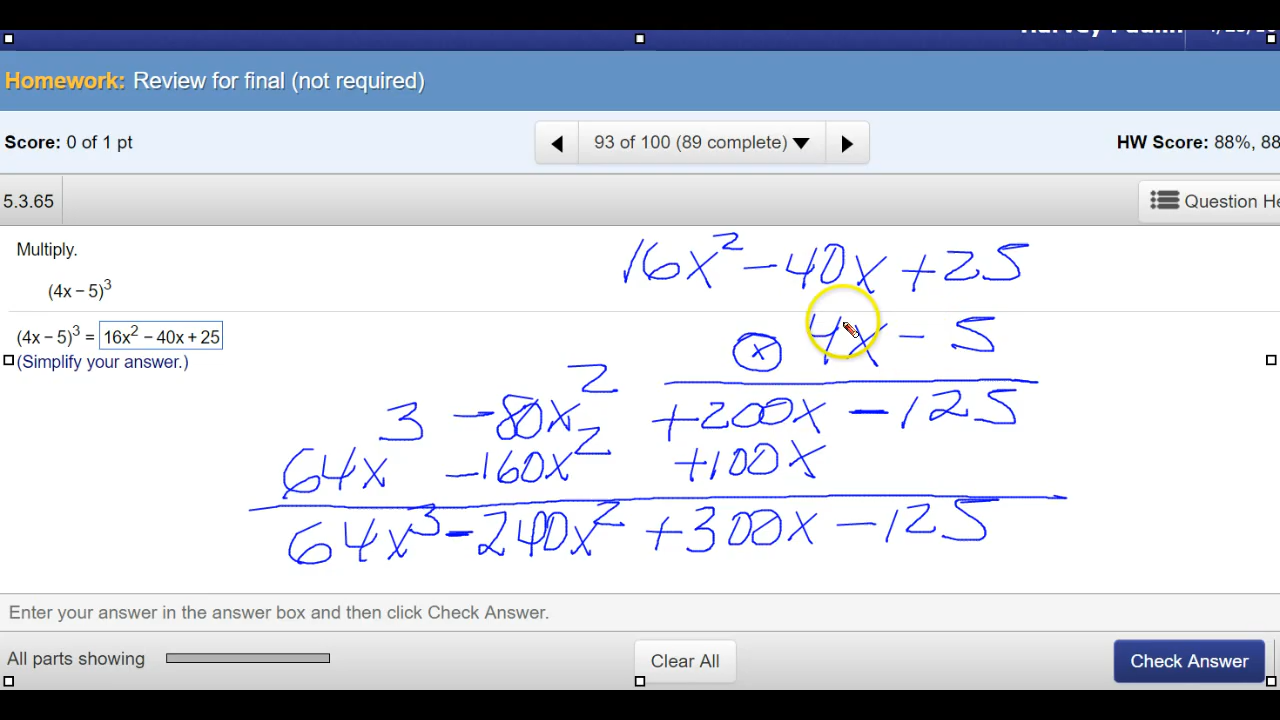 Homework: Review for final (not required)
Score: 0 of 1 pt
93 of 100 (89 complete)
HW Score: 88%, 88
5.3.65
Question He
Multiply.
(4x − 5)³
(4x − 5)³ = 16x² − 40x + 25
(Simplify your answer.)
16x² − 40x + 25
× 4x − 5
−80x² +200x − 125
64x³ −160x² +100x
64x³ − 240x² + 300x − 125
Enter your answer in the answer box and then click Check Answer.
All parts showing
Clear All
Check Answer